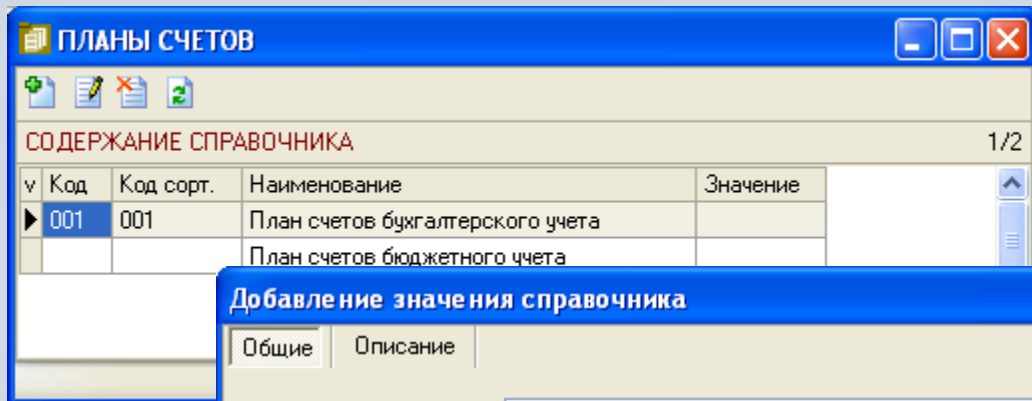 ПЛАНЫ СЧЕТОВ
СОДЕРЖАНИЕ СПРАВОЧНИКА 1/2
v Код Код сорт. Наименование Значение
001 001 План счетов бухгалтерского учета
План счетов бюджетного учета
Добавление значения справочника
Общие Описание